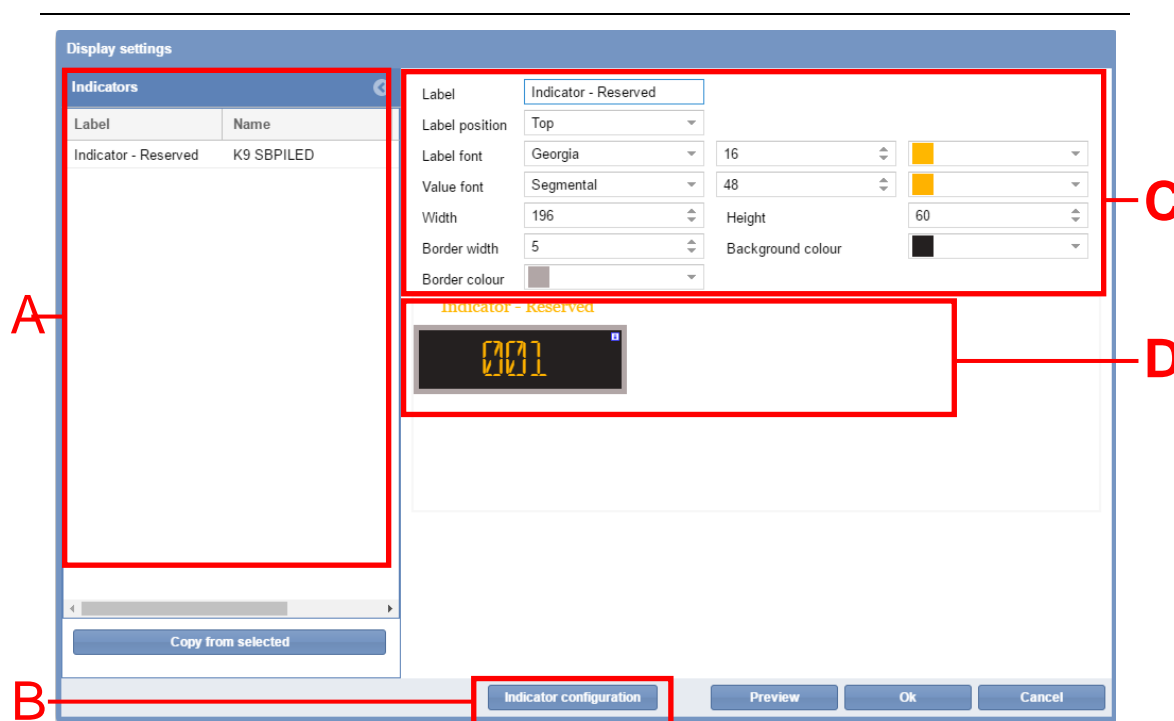 Display settings
Indicators
Label Name
Indicator - Reserved K9 SBPILED
Copy from selected
Label Indicator - Reserved
Label position Top
Label font Georgia 16
Value font Segmental 48
Width 196 Height 60
Border width 5 Background colour
Border colour
Indicator - Reserved
001
Indicator configuration Preview Ok Cancel
A
B
C
D